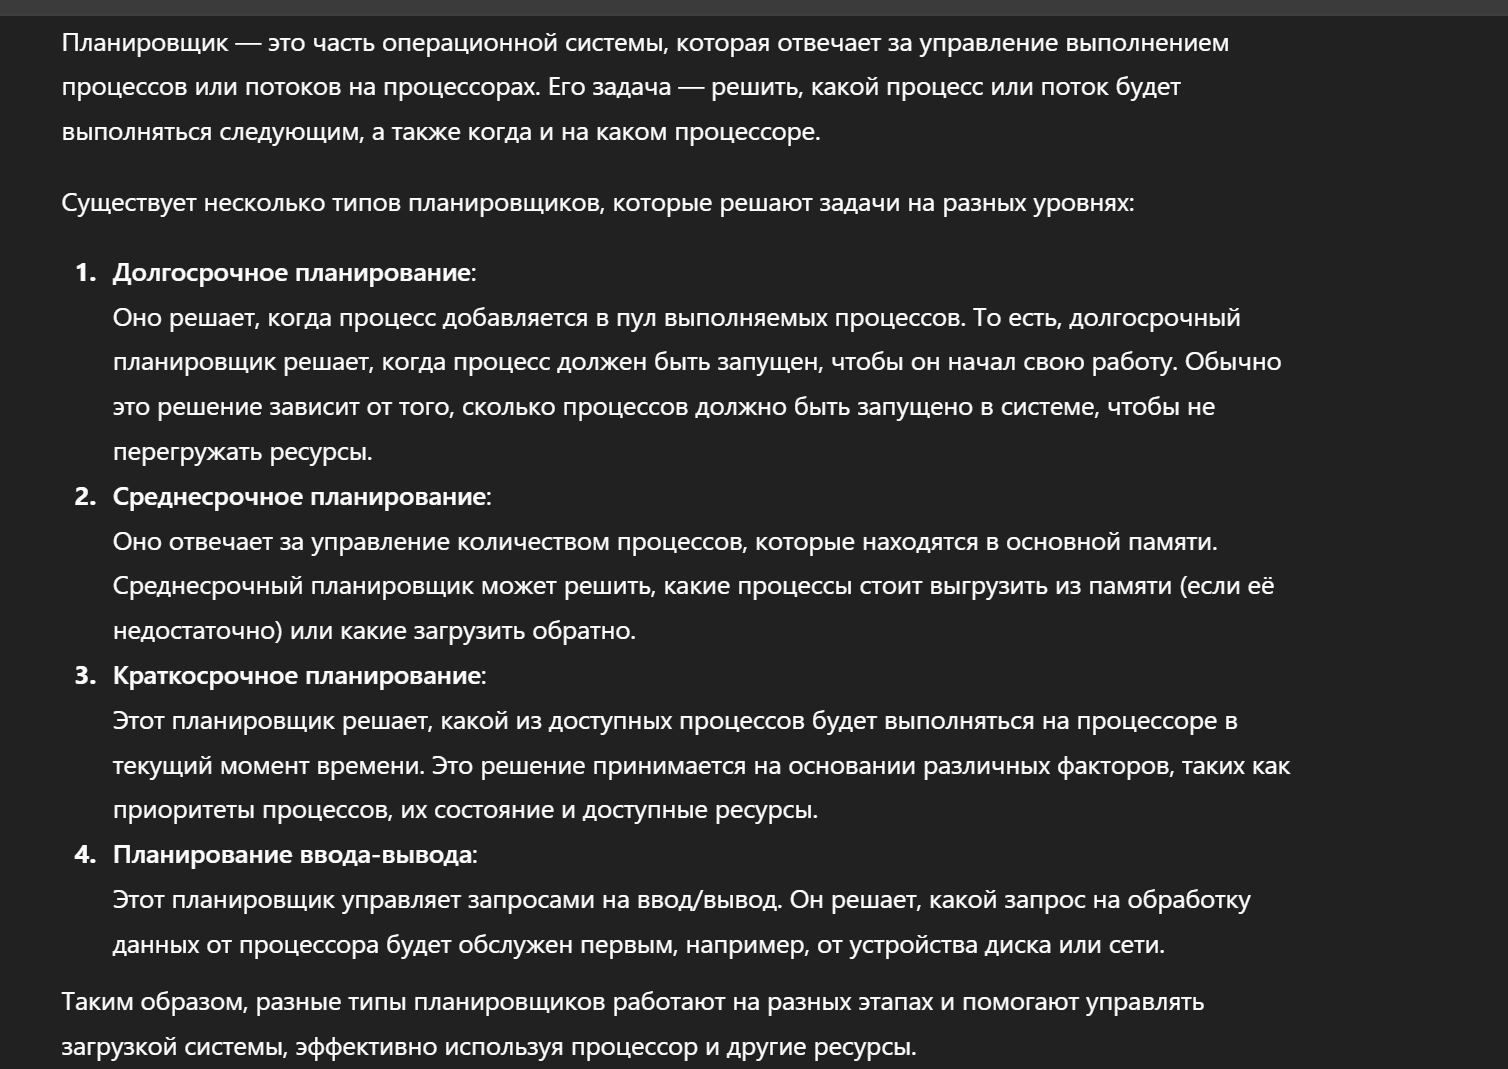 Планировщик — это часть операционной системы, которая отвечает за управление выполнением
процессов или потоков на процессорах. Его задача — решить, какой процесс или поток будет
выполняться следующим, а также когда и на каком процессоре.
Существует несколько типов планировщиков, которые решают задачи на разных уровнях:
1. Долгосрочное планирование:
Оно решает, когда процесс добавляется в пул выполняемых процессов. То есть, долгосрочный
планировщик решает, когда процесс должен быть запущен, чтобы он начал свою работу. Обычно
это решение зависит от того, сколько процессов должно быть запущено в системе, чтобы не
перегружать ресурсы.
2. Среднесрочное планирование:
Оно отвечает за управление количеством процессов, которые находятся в основной памяти.
Среднесрочный планировщик может решить, какие процессы стоит выгрузить из памяти (если её
недостаточно) или какие загрузить обратно.
3. Краткосрочное планирование:
Этот планировщик решает, какой из доступных процессов будет выполняться на процессоре в
текущий момент времени. Это решение принимается на основании различных факторов, таких как
приоритеты процессов, их состояние и доступные ресурсы.
4. Планирование ввода-вывода:
Этот планировщик управляет запросами на ввод/вывод. Он решает, какой запрос на обработку
данных от процессора будет обслужен первым, например, от устройства диска или сети.
Таким образом, разные типы планировщиков работают на разных этапах и помогают управлять
загрузкой системы, эффективно используя процессор и другие ресурсы.